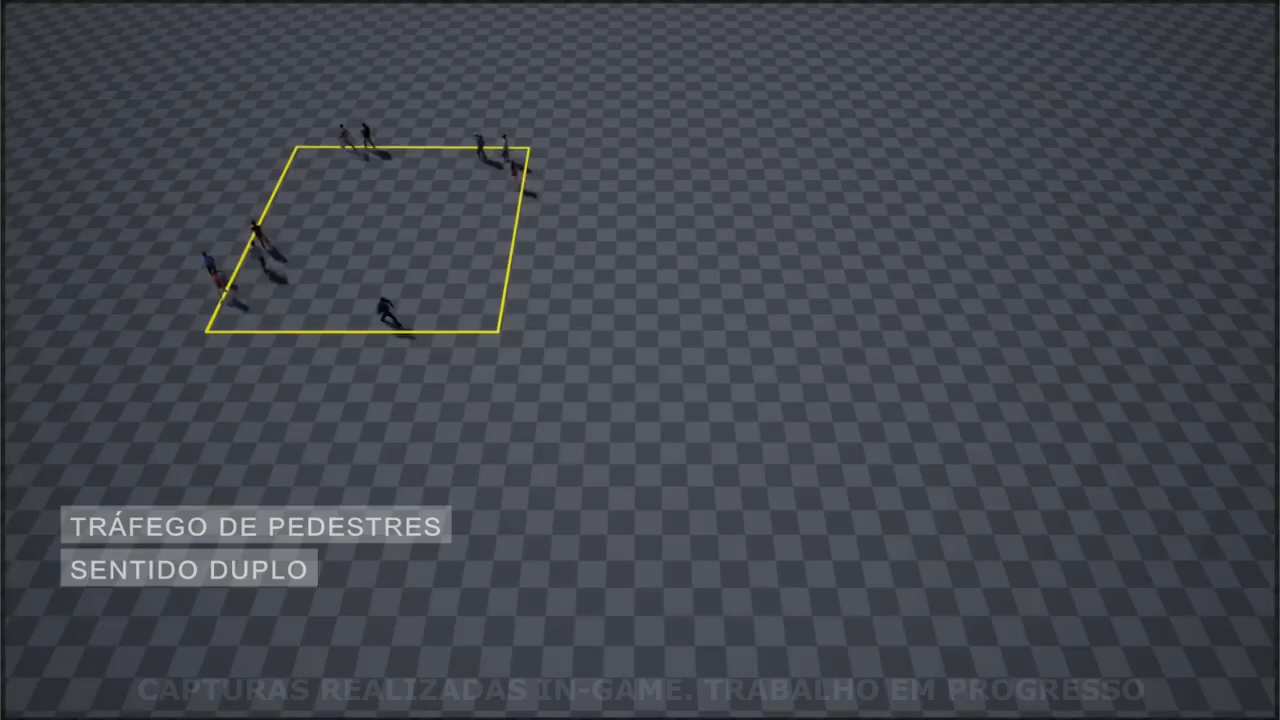 TRÁFEGO DE PEDESTRES
SENTIDO DUPLO
CAPTURAS REALIZADAS IN-GAME. TRABALHO EM PROGRESSO